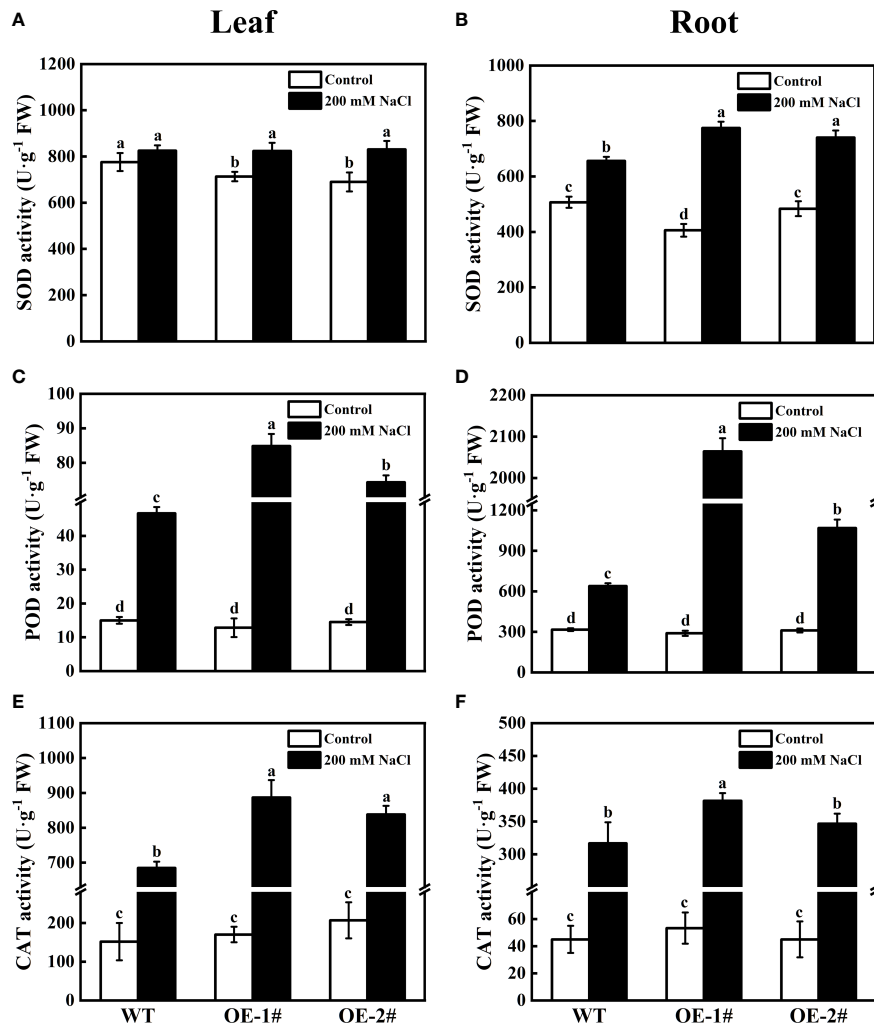 A Leaf
B Root
SOD activity (U·g-1 FW)
1200
1000
800
600
400
200
0
Control
200 mM NaCl
a a b a b a
SOD activity (U·g-1 FW)
1000
800
600
400
200
0
Control
200 mM NaCl
c b d a c a
C
POD activity (U·g-1 FW)
100
90
80
40
30
20
10
0
Control
200 mM NaCl
d c d a d b
D
POD activity (U·g-1 FW)
2200
2100
2000
1200
900
600
300
0
Control
200 mM NaCl
d c d a d b
E
CAT activity (U·g-1 FW)
1100
1000
900
800
700
200
100
0
Control
200 mM NaCl
c b c a c a
WT OE-1# OE-2#
F
CAT activity (U·g-1 FW)
500
450
400
350
300
60
40
20
0
Control
200 mM NaCl
c b c a c b
WT OE-1# OE-2#